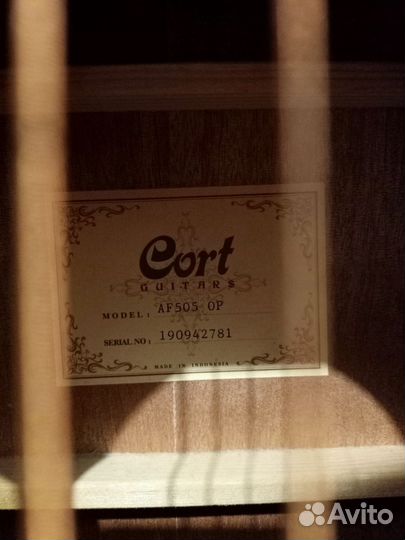 Cort
GUITARS
MODEL: AF505 OP
SERIAL NO: 190942781
MADE IN INDONESIA
Avito